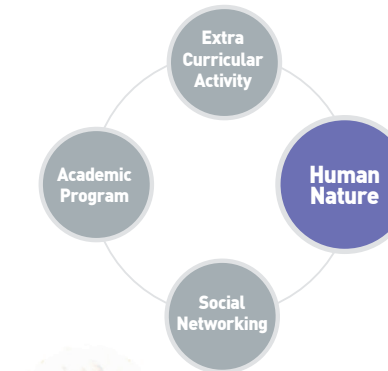 Extra
Curricular
Activity
Academic
Program
Human
Nature
Social
Networking